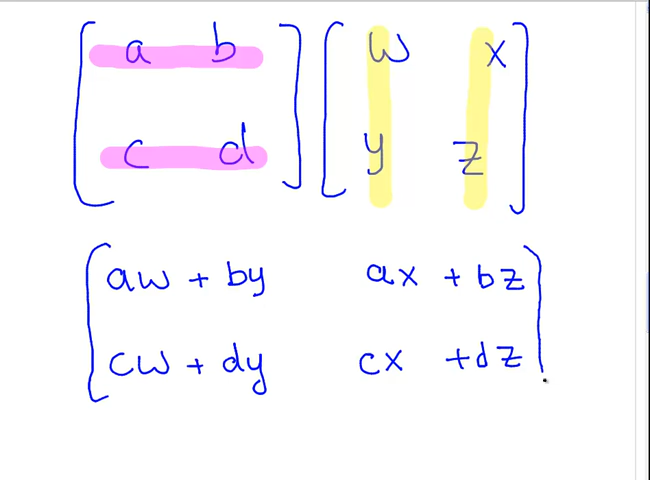 a b w x
c d y z
aw + by ax + bz
cw + dy cx + dz